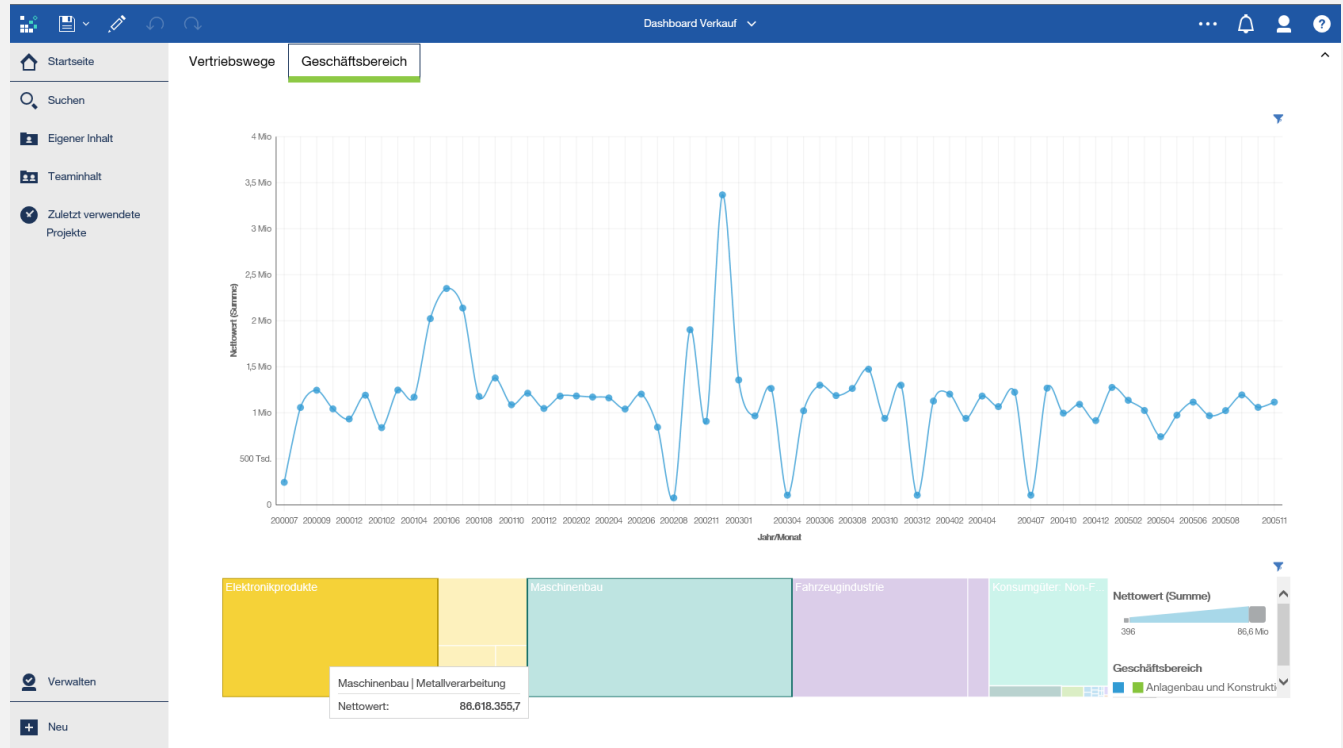 Dashboard Verkauf
?
Startseite
Suchen
Eigener Inhalt
Teaminhalt
Zuletzt verwendete
Projekte
Verwalten
Neu
Vertriebswege
Geschäftsbereich
4 Mio
3,5 Mio
3 Mio
2,5 Mio
2 Mio
1,5 Mio
1 Mio
500 Tsd.
0
Nettowert (Summe)
200007 200009 200012 200102 200104 200106 200108 200110 200112 200202 200204 200206 200208 200211 200301 200304 200306 200308 200310 200312 200402 200404 200407 200410 200412 200502 200504 200506 200508 200511
Jahr/Monat
Elektronikprodukte
Maschinenbau
Fahrzeugindustrie
Konsumgüter: Non-F...
Maschinenbau | Metallverarbeitung
Nettowert: 86.618.355,7
Nettowert (Summe)
396 86,6 Mio
Geschäftsbereich
Anlagenbau und Konstrukti